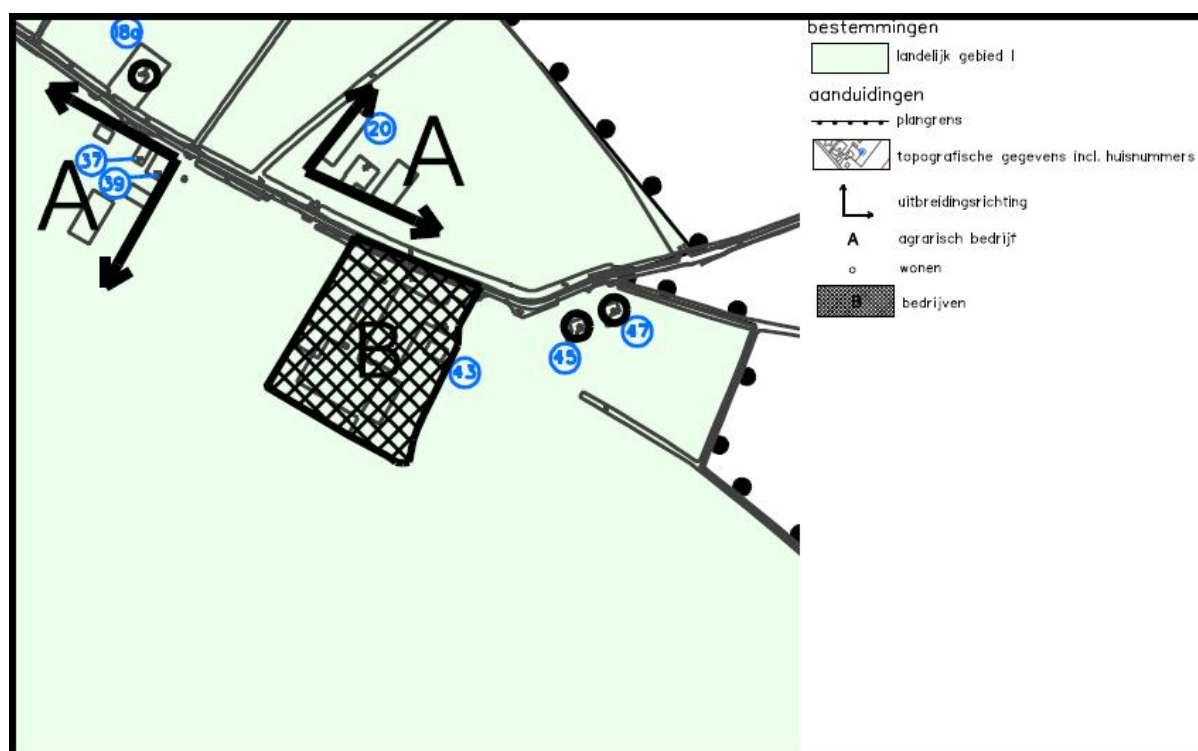 18a
20
A
37
39
A
B
43
45
47
bestemmingen
landelijk gebied I
aanduidingen
plangrens
topografische gegevens incl. huisnummers
uitbreidingsrichting
A agrarisch bedrijf
wonen
B bedrijven